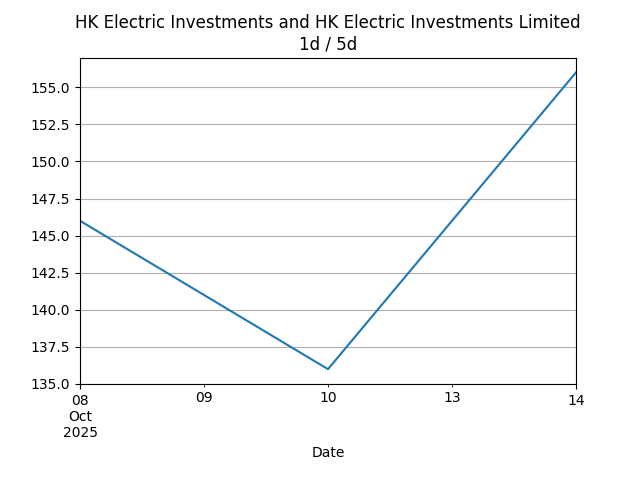 HK Electric Investments and HK Electric Investments Limited
1d / 5d
155.0
152.5
150.0
147.5
145.0
142.5
140.0
137.5
135.0
08 09 10 13 14
Oct
2025
Date